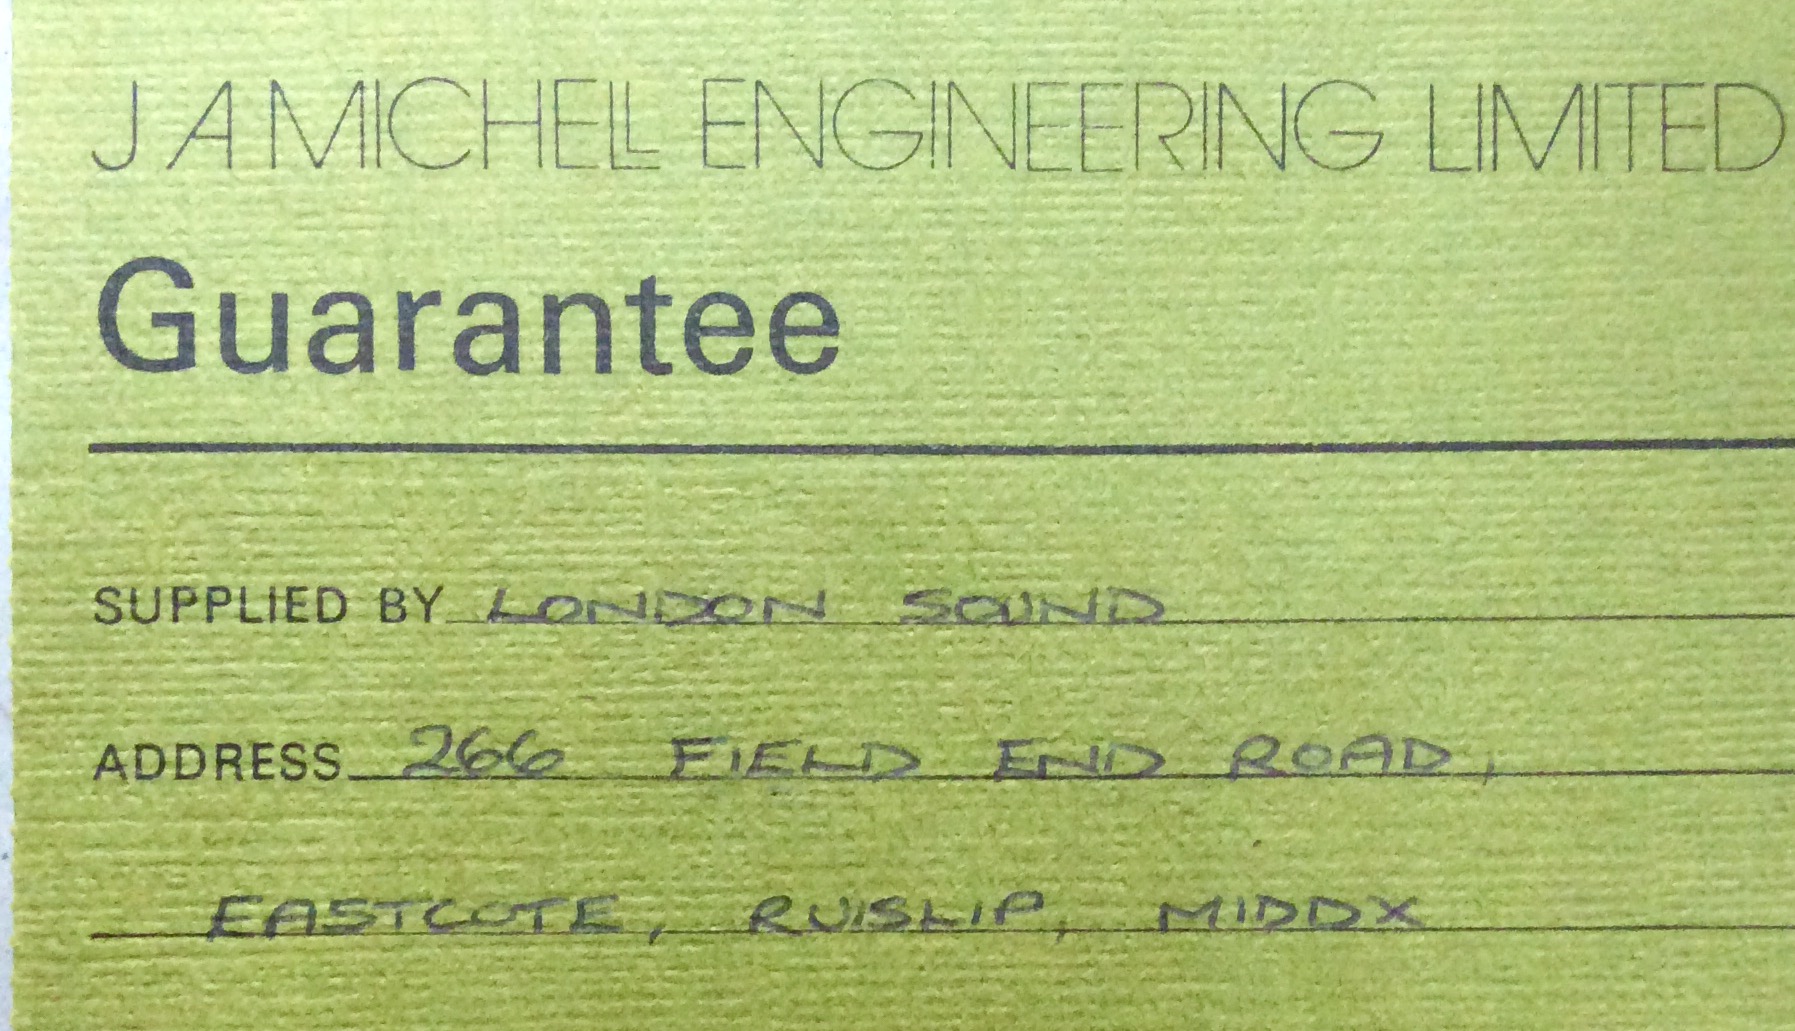 J A MICHELL ENGINEERING LIMITED
Guarantee
SUPPLIED BY LONDON SOUND
ADDRESS 266 FIELD END ROAD,
EASTCOTE, RUISLIP, MIDDX